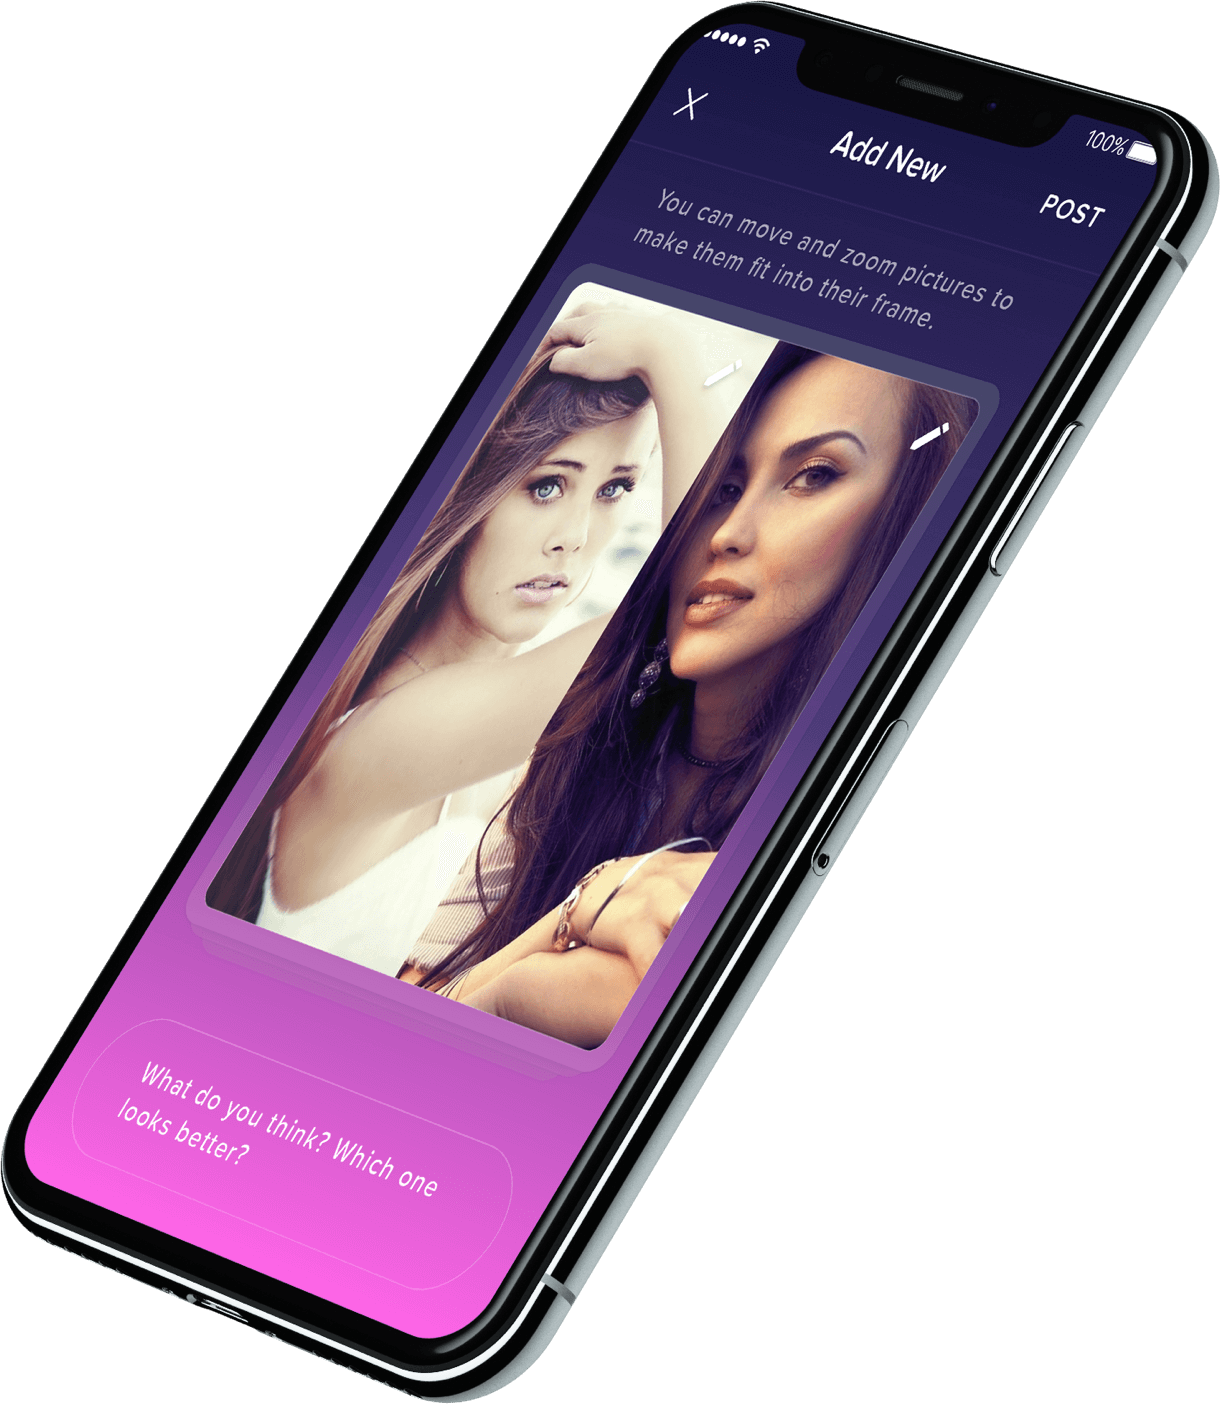 100%
Add New
POST
You can move and zoom pictures to
make them fit into their frame.
What do you think? Which one
looks better?